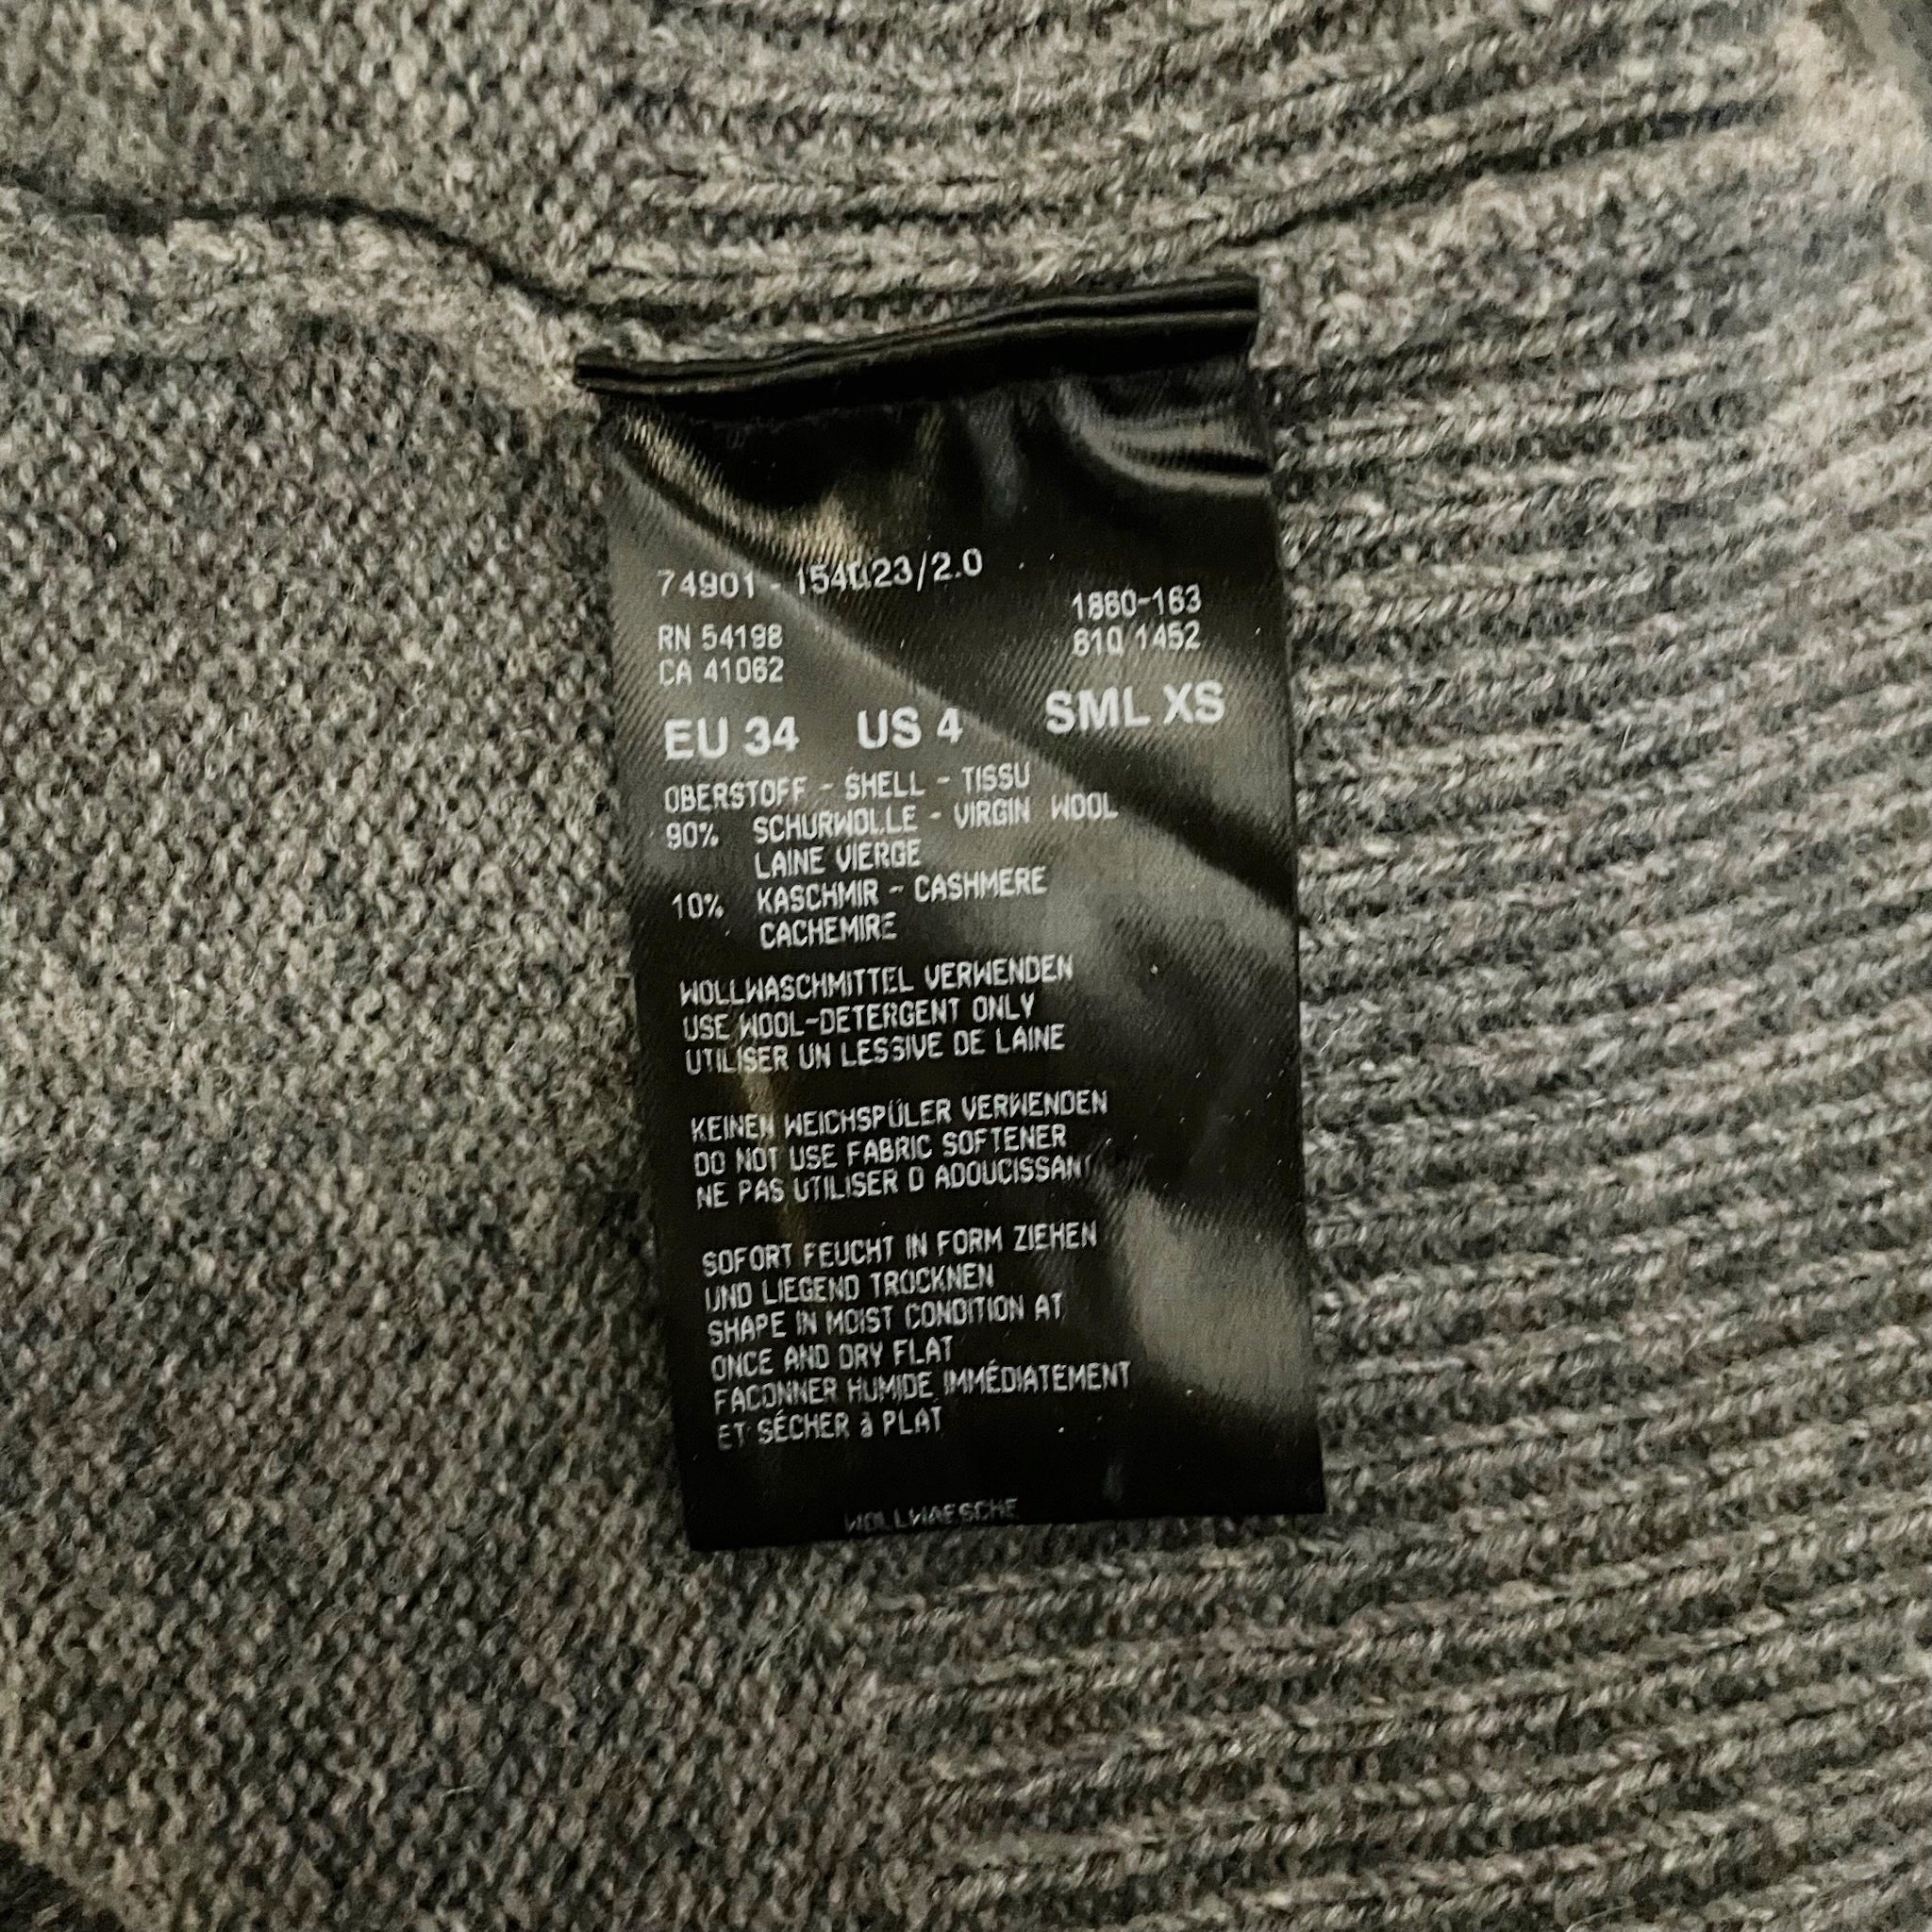 74901 - 154023/2.0
1860-163
RN 54198
610 1452
CA 41062
EU 34 US 4 SML XS
OBERSTOFF - SHELL - TISSU
90% SCHURWOLLE - VIRGIN WOOL
LAINE VIERGE
10% KASCHMIR - CASHMERE
CACHEMIRE
WOLLWASCHMITTEL VERWENDEN
USE WOOL-DETERGENT ONLY
UTILISER UN LESSIVE DE LAINE
KEINEN WEICHSPÜLER VERWENDEN
DO NOT USE FABRIC SOFTENER
NE PAS UTILISER D ADOUCISSANT
SOFORT FEUCHT IN FORM ZIEHEN
UND LIEGEND TROCKNEN
SHAPE IN MOIST CONDITION AT
ONCE AND DRY FLAT
FACONNER HUMIDE IMMÉDIATEMENT
ET SÉCHER à PLAT
WOLLWAESCHE